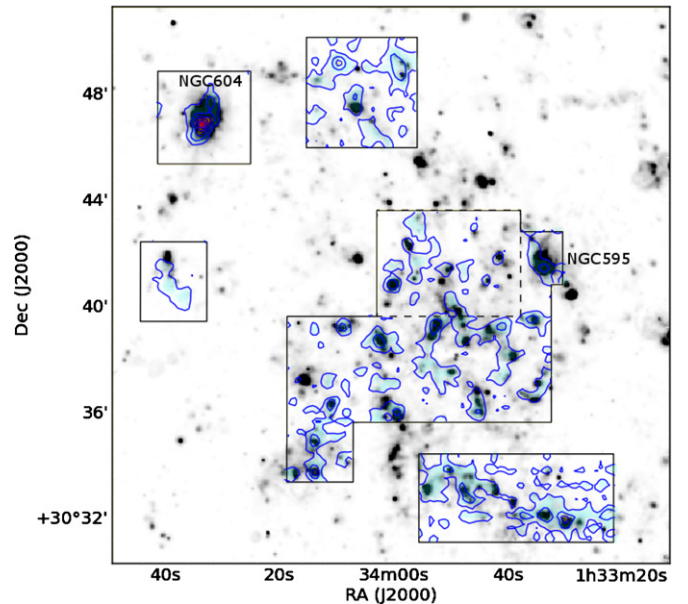 NGC604
48'
44'
NGC595
40'
36'
+30°32'
Dec (J2000)
40s 20s 34m00s 40s 1h33m20s
RA (J2000)